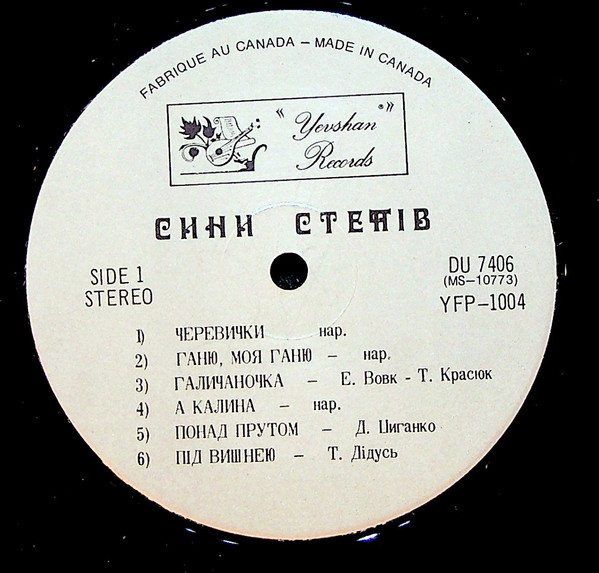 FABRIQUE AU CANADA – MADE IN CANADA
"Yevshan ®"
Records
СИНИ СТЕПІВ
SIDE 1
STEREO
DU 7406
(MS-10773)
YFP-1004
1) ЧЕРЕВИЧКИ нар.
2) ГАНЮ, МОЯ ГАНЮ – нар.
3) ГАЛИЧАНОЧКА – Е. Вовк - Т. Красюк
4) А КАЛИНА – нар.
5) ПОНАД ПРУТОМ – Д. Циганко
6) ПІД ВИШНЕЮ – Т. Дідусь